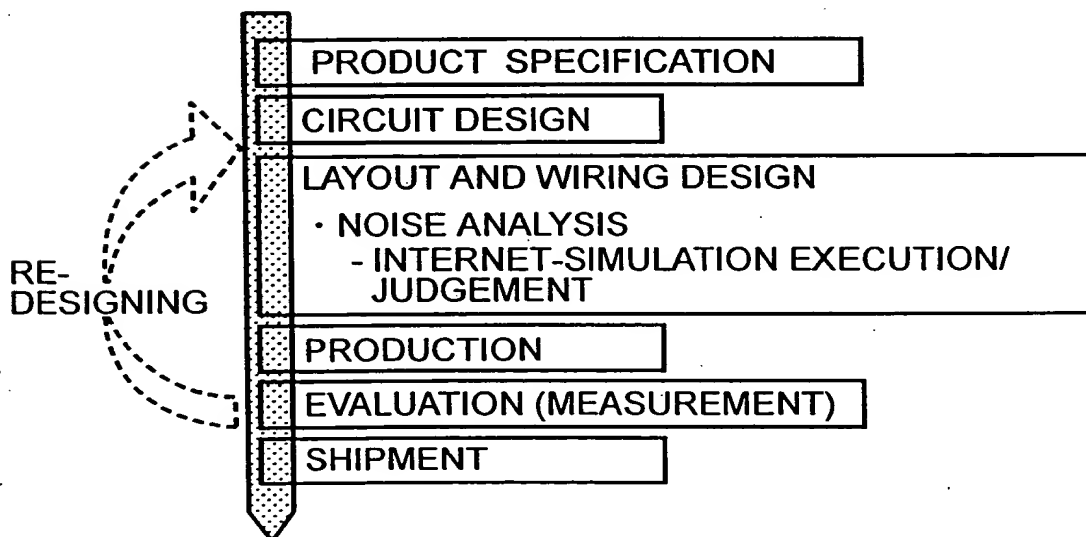 PRODUCT SPECIFICATION
CIRCUIT DESIGN
LAYOUT AND WIRING DESIGN
· NOISE ANALYSIS
- INTERNET-SIMULATION EXECUTION/
JUDGEMENT
RE-
DESIGNING
PRODUCTION
EVALUATION (MEASUREMENT)
SHIPMENT